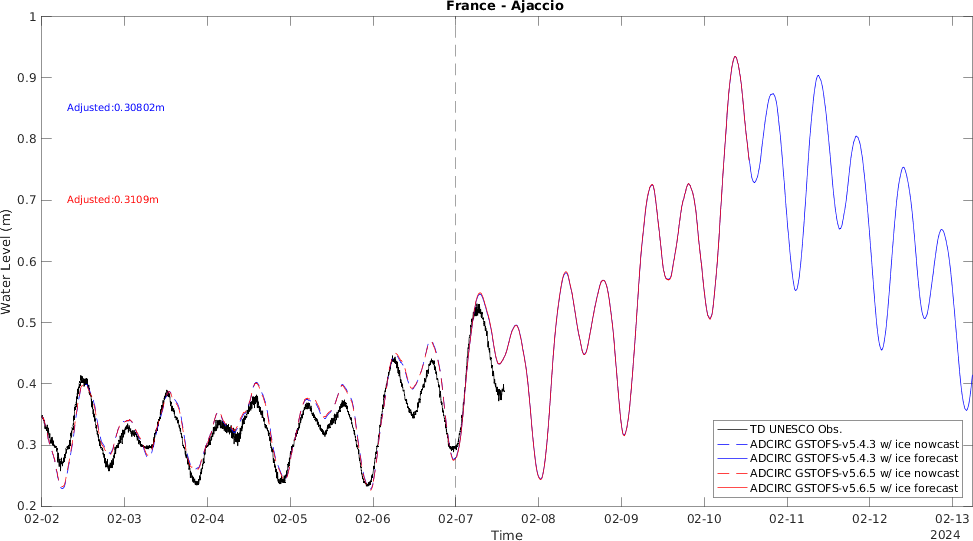 France - Ajaccio
1
0.9
0.8
0.7
0.6
0.5
0.4
0.3
0.2
Water Level (m)
Adjusted:0.30802m
Adjusted:0.3109m
TD UNESCO Obs.
ADCIRC GSTOFS-v5.4.3 w/ ice nowcast
ADCIRC GSTOFS-v5.4.3 w/ ice forecast
ADCIRC GSTOFS-v5.6.5 w/ ice nowcast
ADCIRC GSTOFS-v5.6.5 w/ ice forecast
02-02 02-03 02-04 02-05 02-06 02-07 02-08 02-09 02-10 02-11 02-12 02-13
Time 2024